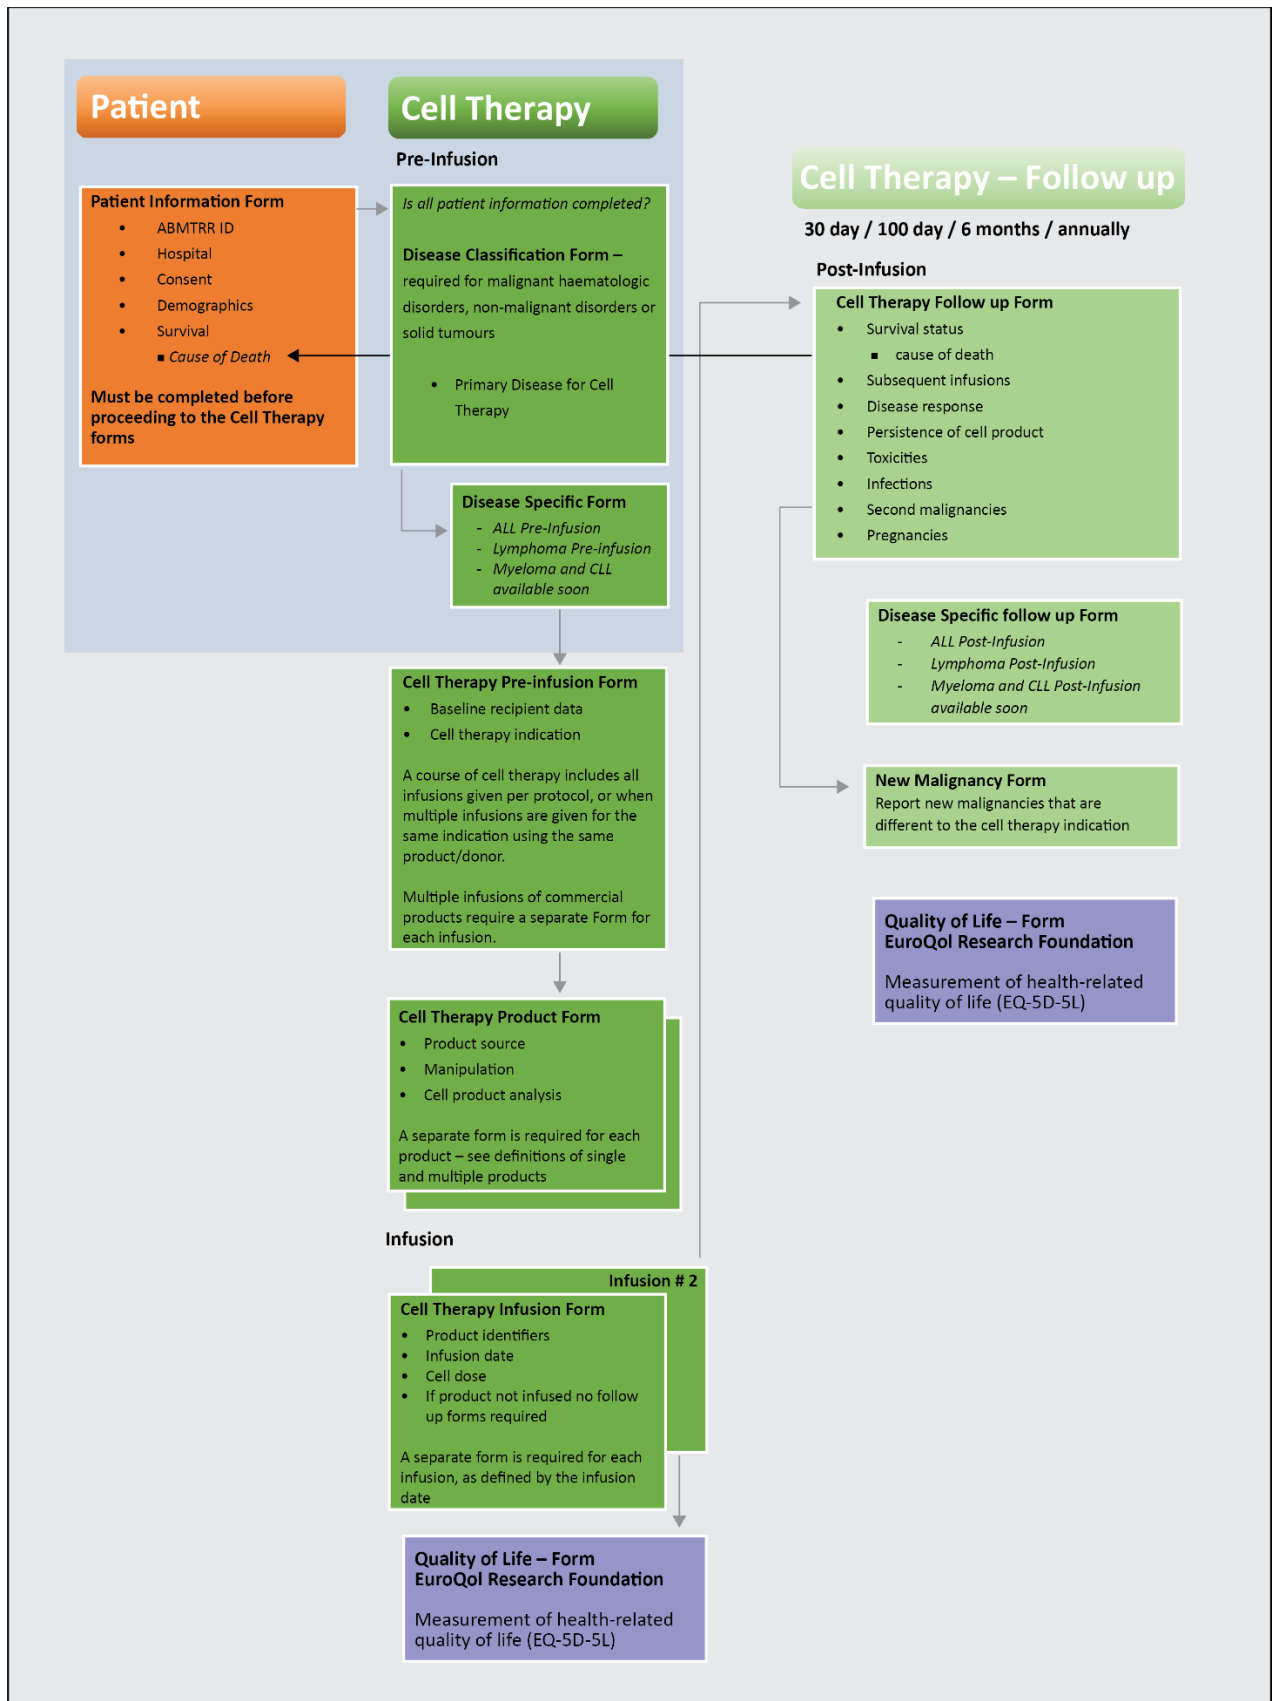 Patient
Patient Information Form
• ABMTRR ID
• Hospital
• Consent
• Demographics
• Survival
■ Cause of Death
Must be completed before
proceeding to the Cell Therapy
forms
Cell Therapy
Pre-Infusion
Is all patient information completed?
Disease Classification Form –
required for malignant haematologic
disorders, non-malignant disorders or
solid tumours
• Primary Disease for Cell
Therapy
Disease Specific Form
- ALL Pre-Infusion
- Lymphoma Pre-infusion
- Myeloma and CLL
available soon
Cell Therapy Pre-infusion Form
• Baseline recipient data
• Cell therapy indication
A course of cell therapy includes all
infusions given per protocol, or when
multiple infusions are given for the
same indication using the same
product/donor.
Multiple infusions of commercial
products require a separate Form for
each infusion.
Cell Therapy Product Form
• Product source
• Manipulation
• Cell product analysis
A separate form is required for each
product – see definitions of single
and multiple products
Infusion
Infusion # 2
Cell Therapy Infusion Form
• Product identifiers
• Infusion date
• Cell dose
• If product not infused no follow
up forms required
A separate form is required for each
infusion, as defined by the infusion
date
Quality of Life – Form
EuroQol Research Foundation
Measurement of health-related
quality of life (EQ-5D-5L)
Cell Therapy – Follow up
30 day / 100 day / 6 months / annually
Post-Infusion
Cell Therapy Follow up Form
• Survival status
■ cause of death
• Subsequent infusions
• Disease response
• Persistence of cell product
• Toxicities
• Infections
• Second malignancies
• Pregnancies
Disease Specific follow up Form
- ALL Post-Infusion
- Lymphoma Post-Infusion
- Myeloma and CLL Post-Infusion
available soon
New Malignancy Form
Report new malignancies that are
different to the cell therapy indication
Quality of Life – Form
EuroQol Research Foundation
Measurement of health-related
quality of life (EQ-5D-5L)